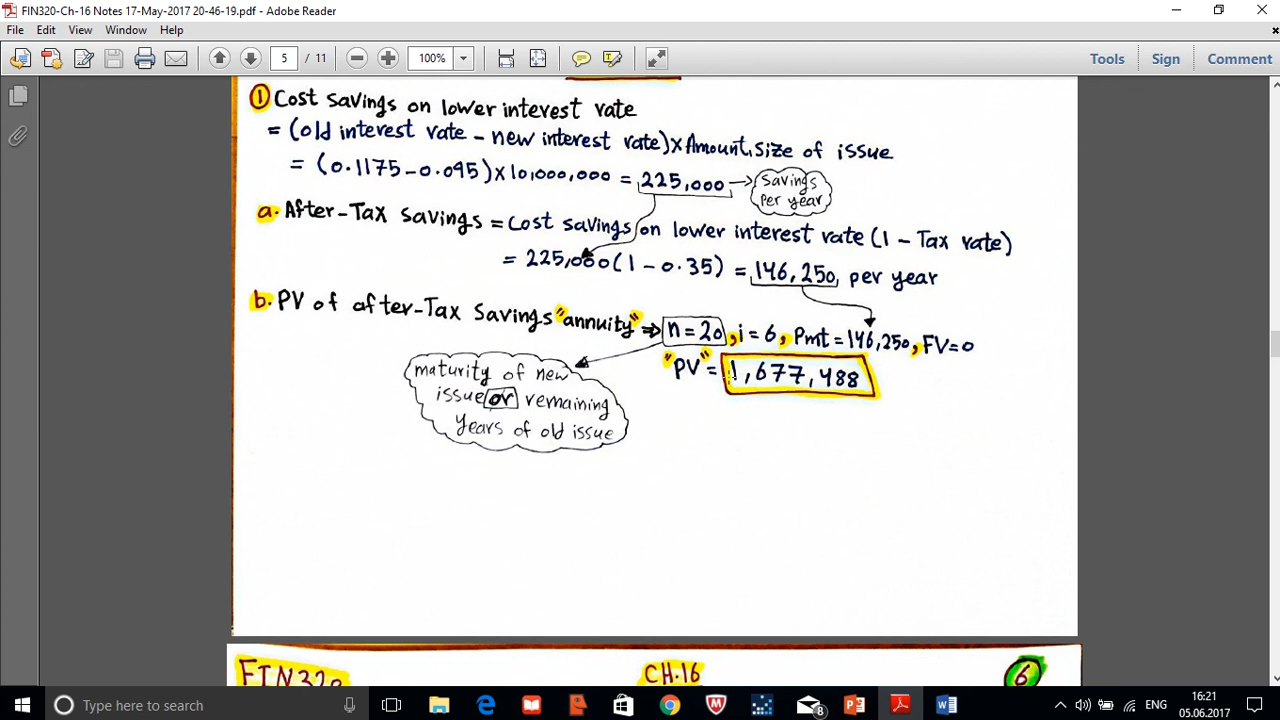 FIN320-Ch-16 Notes 17-May-2017 20-46-19.pdf - Adobe Reader
File Edit View Window Help
5 / 11 100% Tools Sign Comment
① Cost savings on lower interest rate
= (old interest rate - new interest rate) × Amount, size of issue
= (0.1175 - 0.095) × 10,000,000 = 225,000 → savings per year
a. After-Tax savings = Cost savings on lower interest rate (1 - Tax rate)
= 225,000 (1 - 0.35) = 146,250, per year
b. PV of after-Tax Savings "annuity" ⇒ n = 20, i = 6, Pmt = 146,250, FV = 0
"PV" = 1,677,488
maturity of new
issue or remaining
years of old issue
FIN320 CH.16 6
Type here to search
8
ENG
16:21
05.06.2017